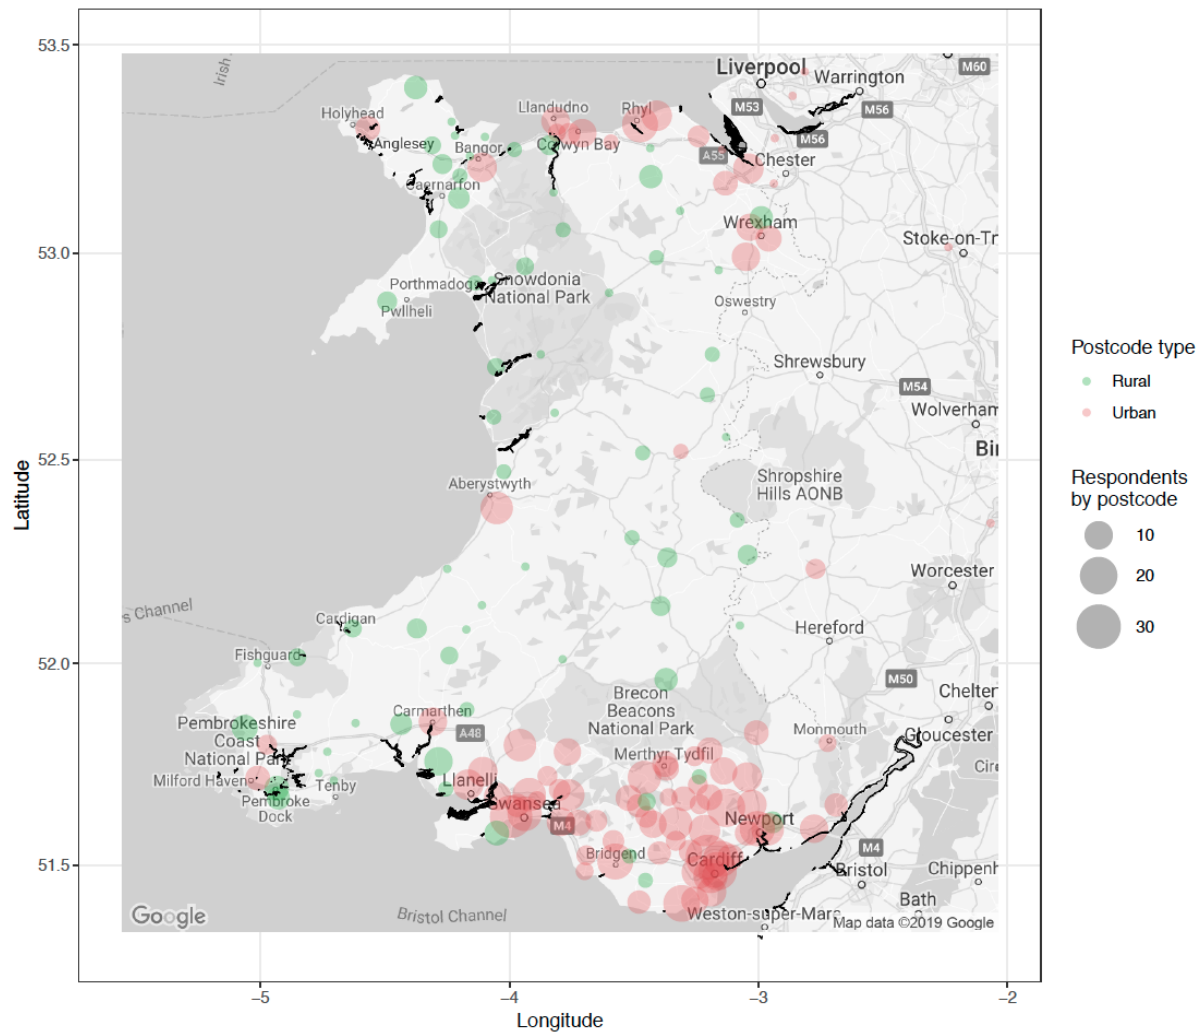 53.5
53.0
52.5
52.0
51.5
Latitude
Irish
Liverpool
Warrington
M60
M53
M56
M56
Holyhead
Llandudno
Rhyl
Anglesey
Bangor
Colwyn Bay
A55
Chester
Caernarfon
Wrexham
Stoke-on-Tr
Porthmadog
Snowdonia
National Park
Pwllheli
Oswestry
Shrewsbury
M54
Wolverham
Bi
Shropshire
Hills AONB
Aberystwyth
Worcester
s Channel
Cardigan
Hereford
Fishguard
M50
Chelter
Brecon
Beacons
National Park
Carmarthen
Pembrokeshire
Coast
National Park
A48
Monmouth
Gloucester
Merthyr Tydfil
Cire
Milford Haven
Tenby
Llanelli
Pembroke
Dock
Swansea
M4
Newport
M4
Bridgend
Cardiff
Bristol
Chippenh
Bath
Google
Bristol Channel
Weston-super-Mare
Map data ©2019 Google
−5
−4
−3
−2
Longitude
Postcode type
Rural
Urban
Respondents
by postcode
10
20
30